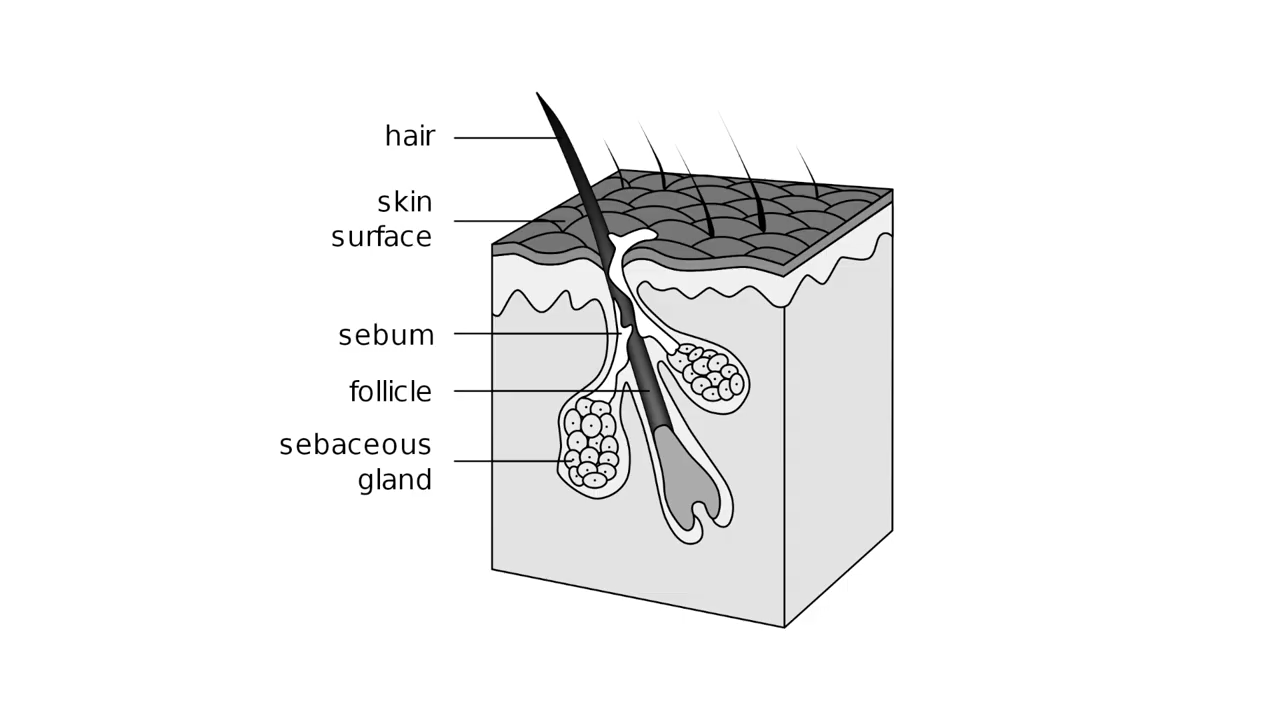 hair
skin
surface
sebum
follicle
sebaceous
gland